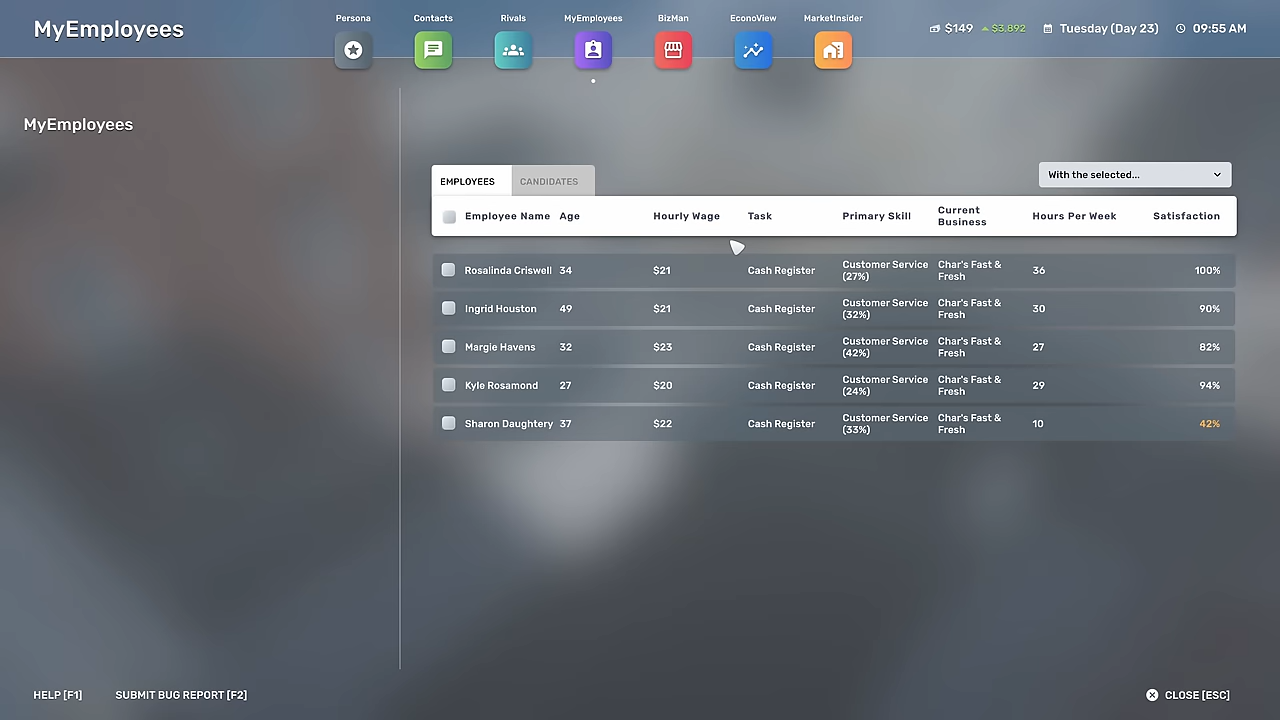 MyEmployees
Persona
Contacts
Rivals
MyEmployees
BizMan
EconoView
MarketInsider
$149 $3,892 Tuesday (Day 23) 09:55 AM
MyEmployees
EMPLOYEES CANDIDATES
With the selected...
Employee Name Age Hourly Wage Task Primary Skill Current Business Hours Per Week Satisfaction
Rosalinda Criswell 34 $21 Cash Register Customer Service (27%) Char's Fast & Fresh 36 100%
Ingrid Houston 49 $21 Cash Register Customer Service (32%) Char's Fast & Fresh 30 90%
Margie Havens 32 $23 Cash Register Customer Service (42%) Char's Fast & Fresh 27 82%
Kyle Rosamond 27 $20 Cash Register Customer Service (24%) Char's Fast & Fresh 29 94%
Sharon Daughtery 37 $22 Cash Register Customer Service (33%) Char's Fast & Fresh 10 42%
HELP [F1] SUBMIT BUG REPORT [F2]
CLOSE [ESC]